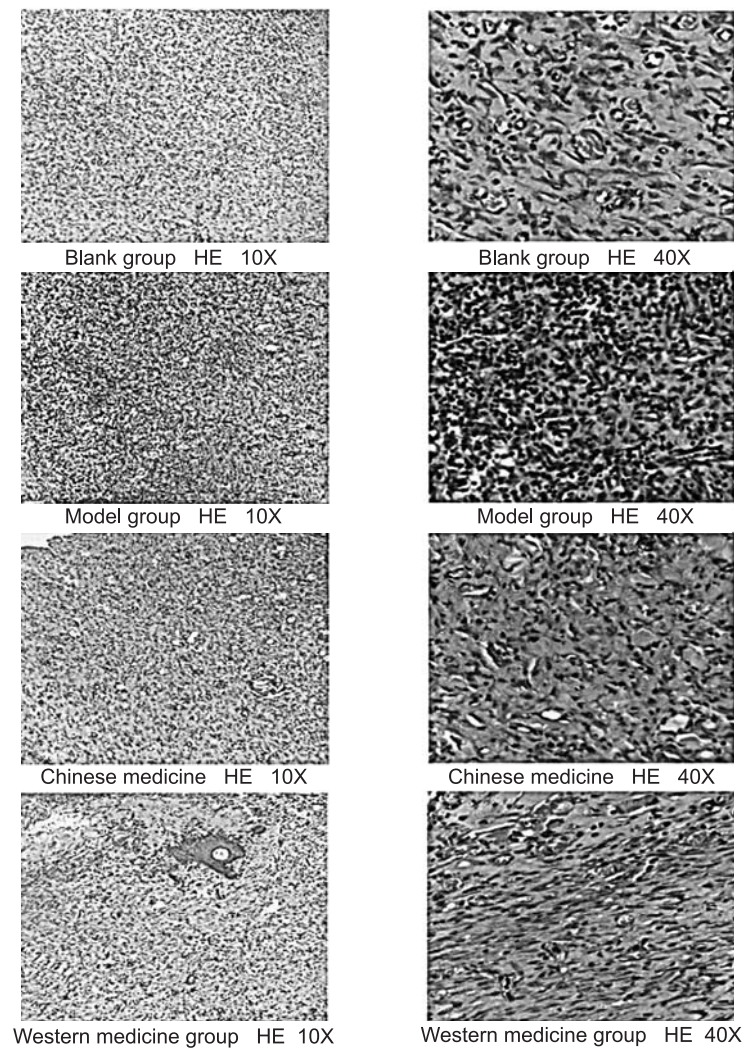 Blank group HE 10X
Blank group HE 40X
Model group HE 10X
Model group HE 40X
Chinese medicine HE 10X
Chinese medicine HE 40X
Western medicine group HE 10X
Western medicine group HE 40X